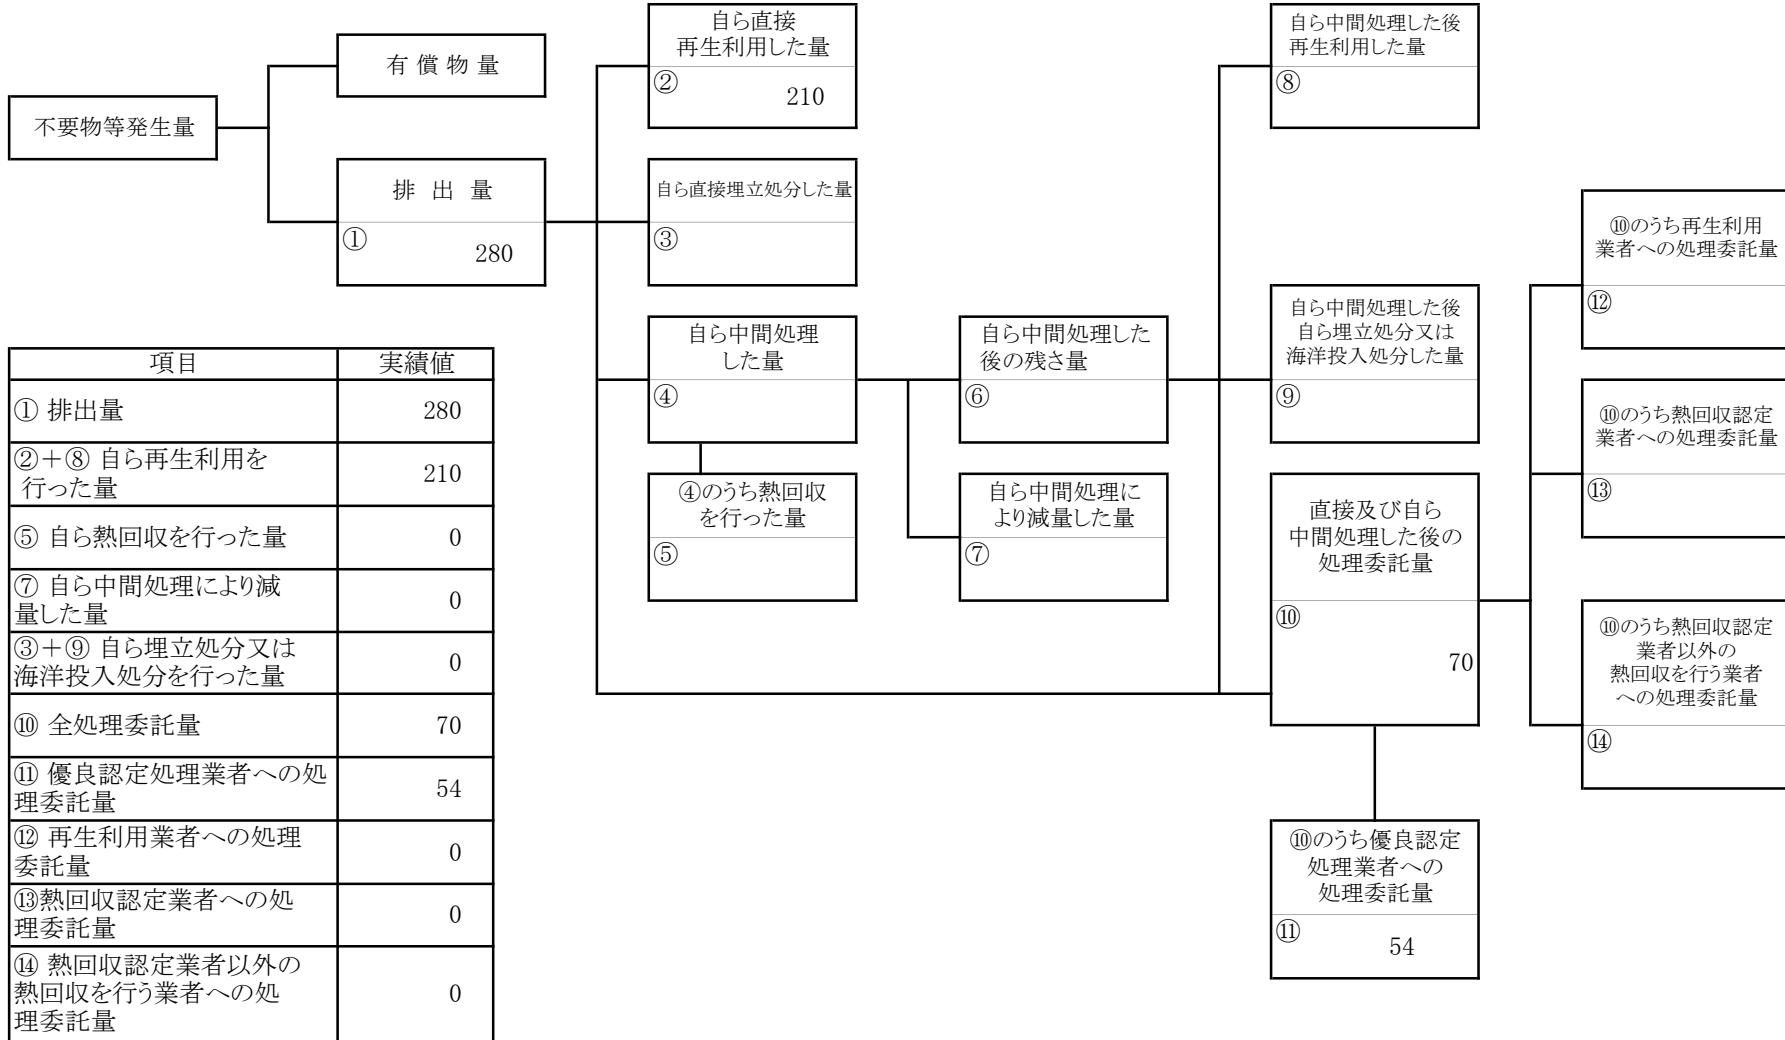 不要物等発生量
有 償 物 量
排 出 量
①
280
自ら直接
再生利用した量
②
210
自ら直接埋立処分した量
③
自ら中間処理
した量
④
④のうち熱回収
を行った量
⑤
自ら中間処理した
後の残さ量
⑥
自ら中間処理に
より減量した量
⑦
自ら中間処理した後
再生利用した量
⑧
自ら中間処理した後
自ら埋立処分又は
海洋投入処分した量
⑨
直接及び自ら
中間処理した後の
処理委託量
⑩
70
⑩のうち優良認定
処理業者への
処理委託量
⑪
54
⑩のうち再生利用
業者への処理委託量
⑫
⑩のうち熱回収認定
業者への処理委託量
⑬
⑩のうち熱回収認定
業者以外の
熱回収を行う業者
への処理委託量
⑭
項目 実績値
① 排出量 280
②+⑧ 自ら再生利用を
行った量 210
⑤ 自ら熱回収を行った量 0
⑦ 自ら中間処理により減
量した量 0
③+⑨ 自ら埋立処分又は
海洋投入処分を行った量 0
⑩ 全処理委託量 70
⑪ 優良認定処理業者への処
理委託量 54
⑫ 再生利用業者への処理
委託量 0
⑬熱回収認定業者への処
理委託量 0
⑭ 熱回収認定業者以外の
熱回収を行う業者への処
理委託量 0